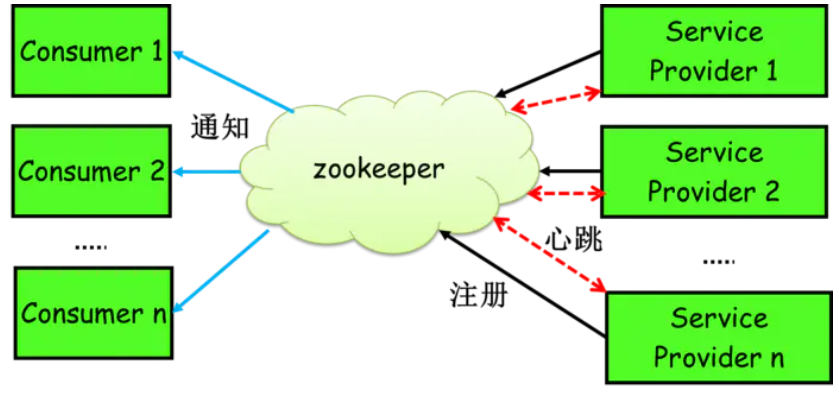 Consumer 1
通知
Consumer 2
.....
Consumer n
zookeeper
Service
Provider 1
Service
Provider 2
心跳
注册
.....
Service
Provider n